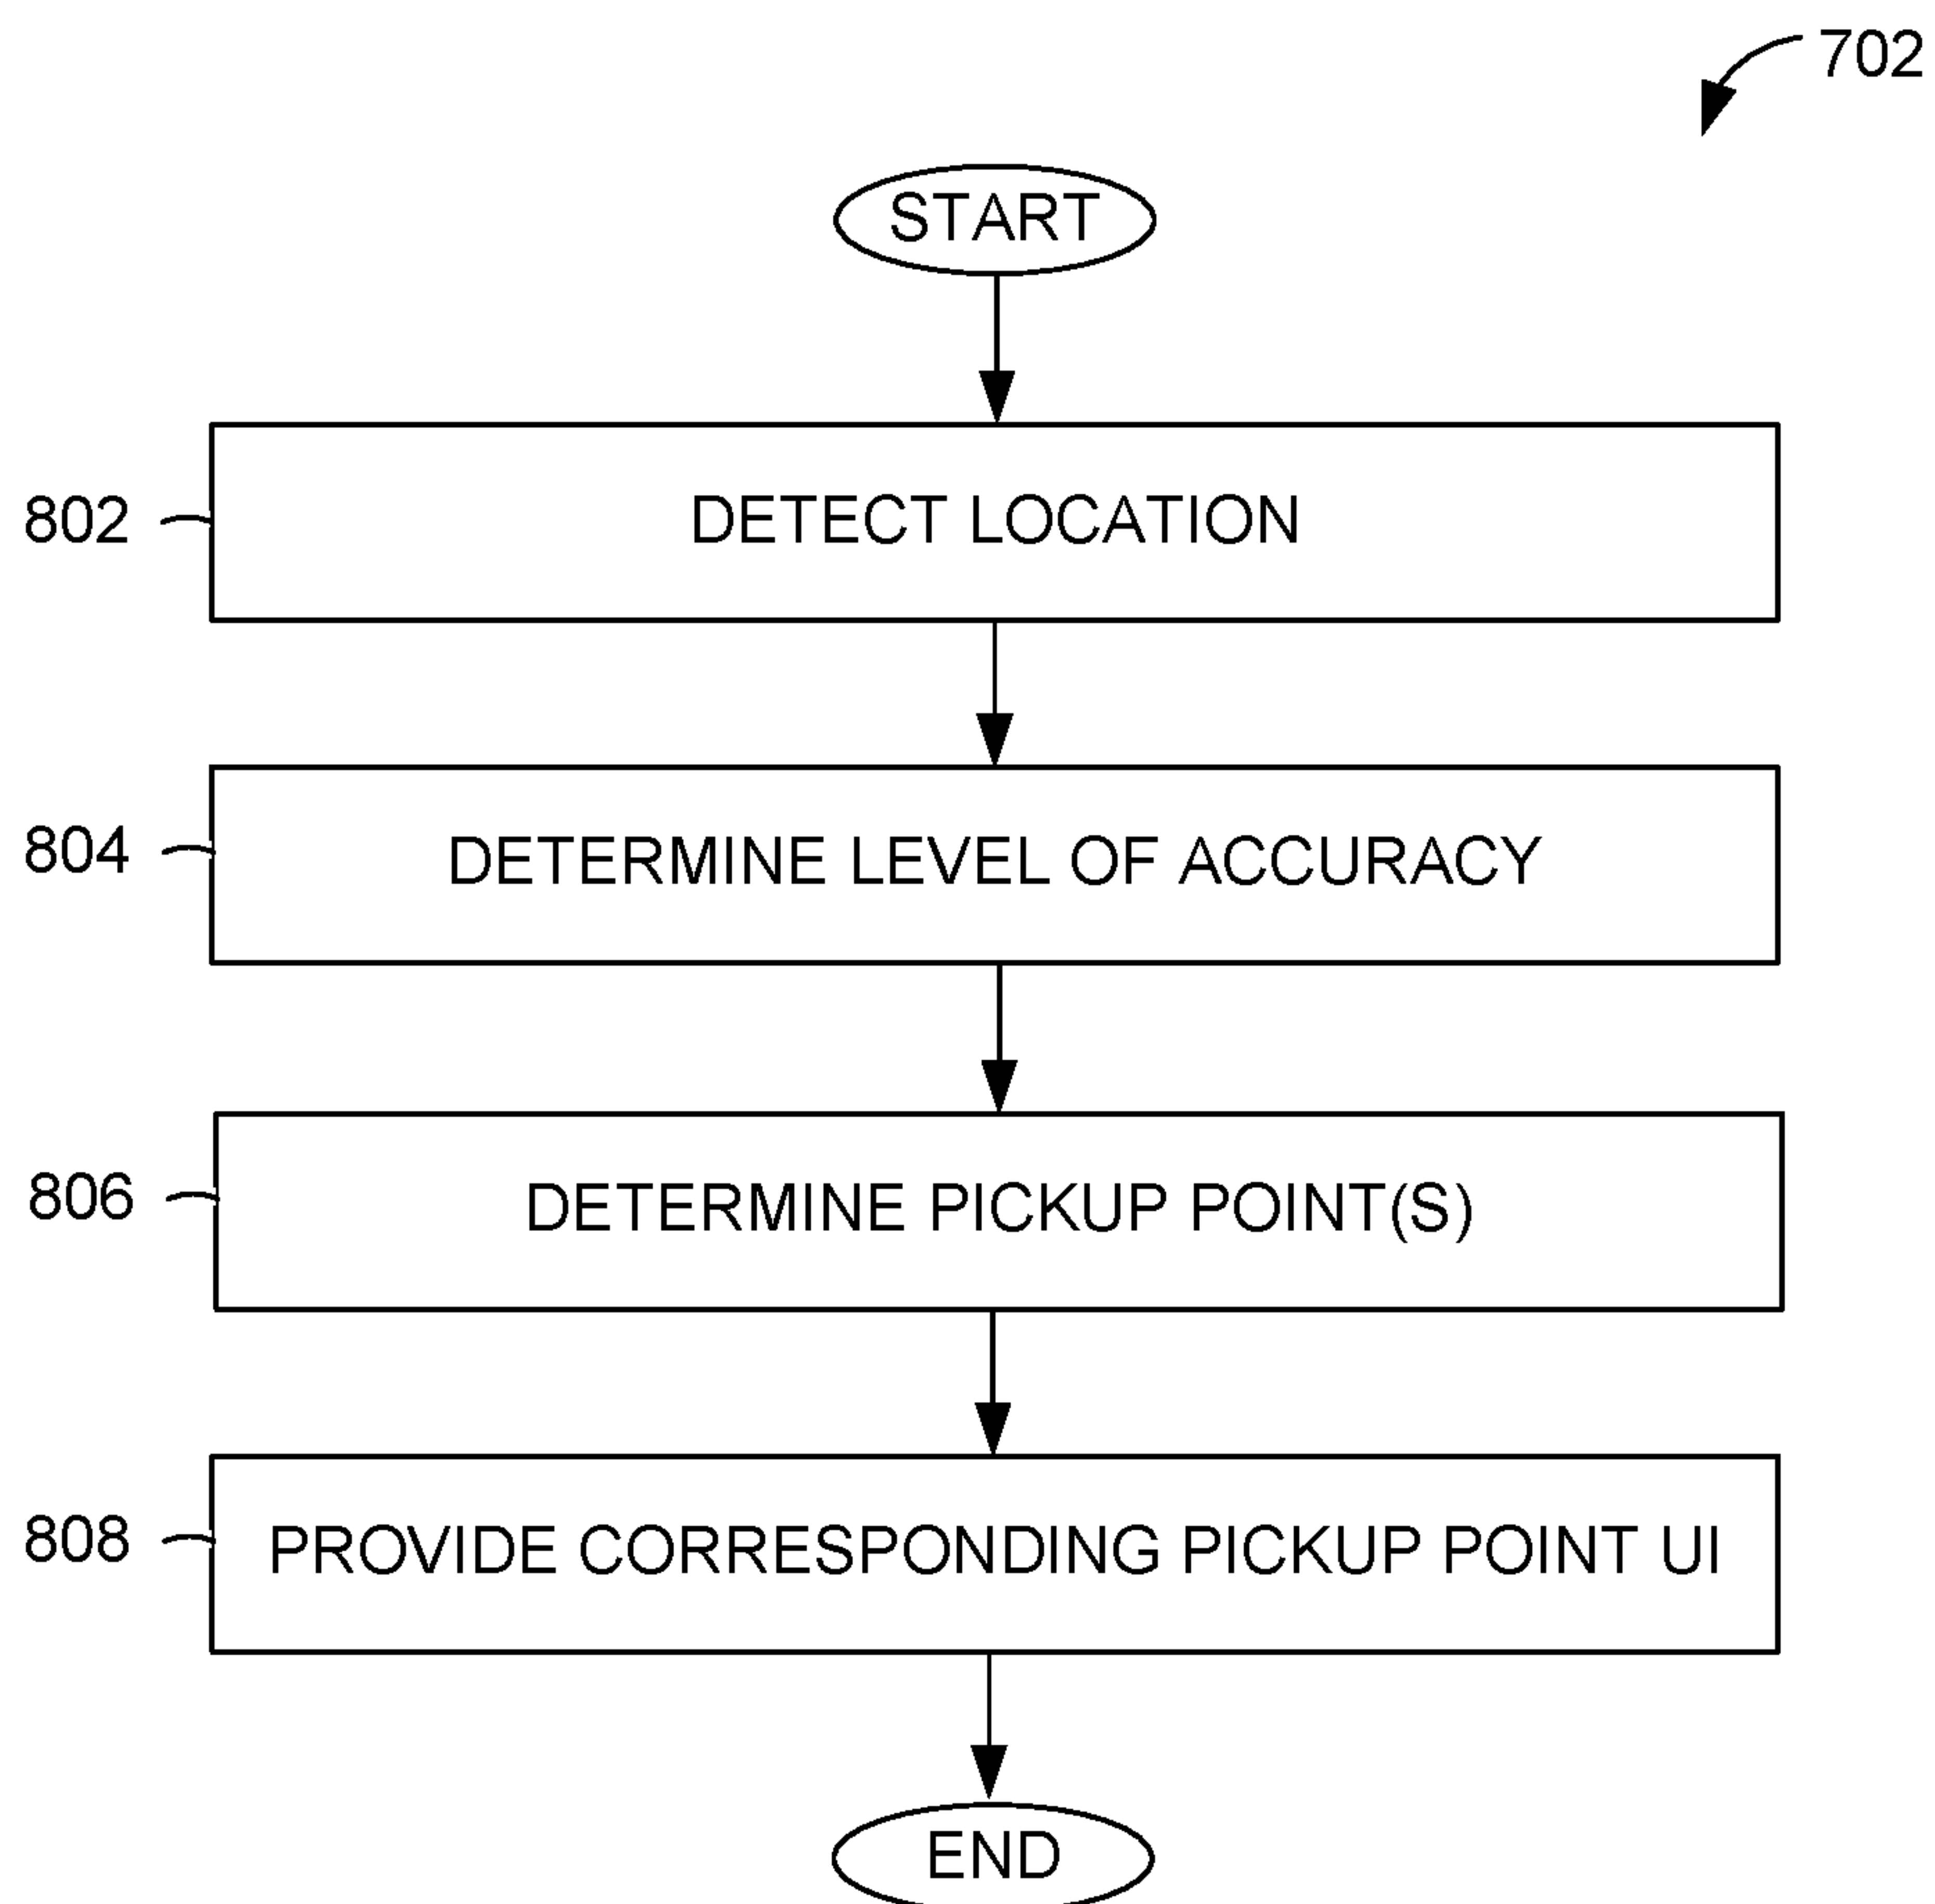 702
START
802 DETECT LOCATION
804 DETERMINE LEVEL OF ACCURACY
806 DETERMINE PICKUP POINT(S)
808 PROVIDE CORRESPONDING PICKUP POINT UI
END